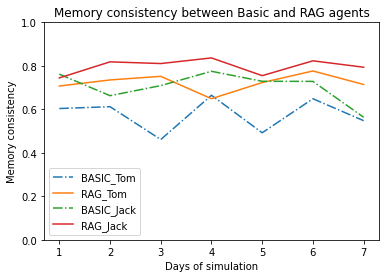 Memory consistency between Basic and RAG agents
Memory consistency
1.0
0.8
0.6
0.4
0.2
0.0
BASIC_Tom
RAG_Tom
BASIC_Jack
RAG_Jack
1 2 3 4 5 6 7
Days of simulation